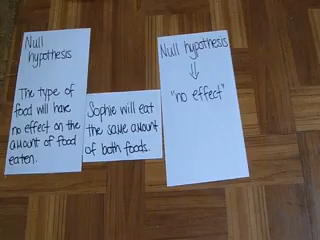 Null
hypothesis
The type of
food will have
no effect on the
amount of food
eaten.
Sophie will eat
the same amount
of both foods.
Null hypothesis
⇓
"no effect"